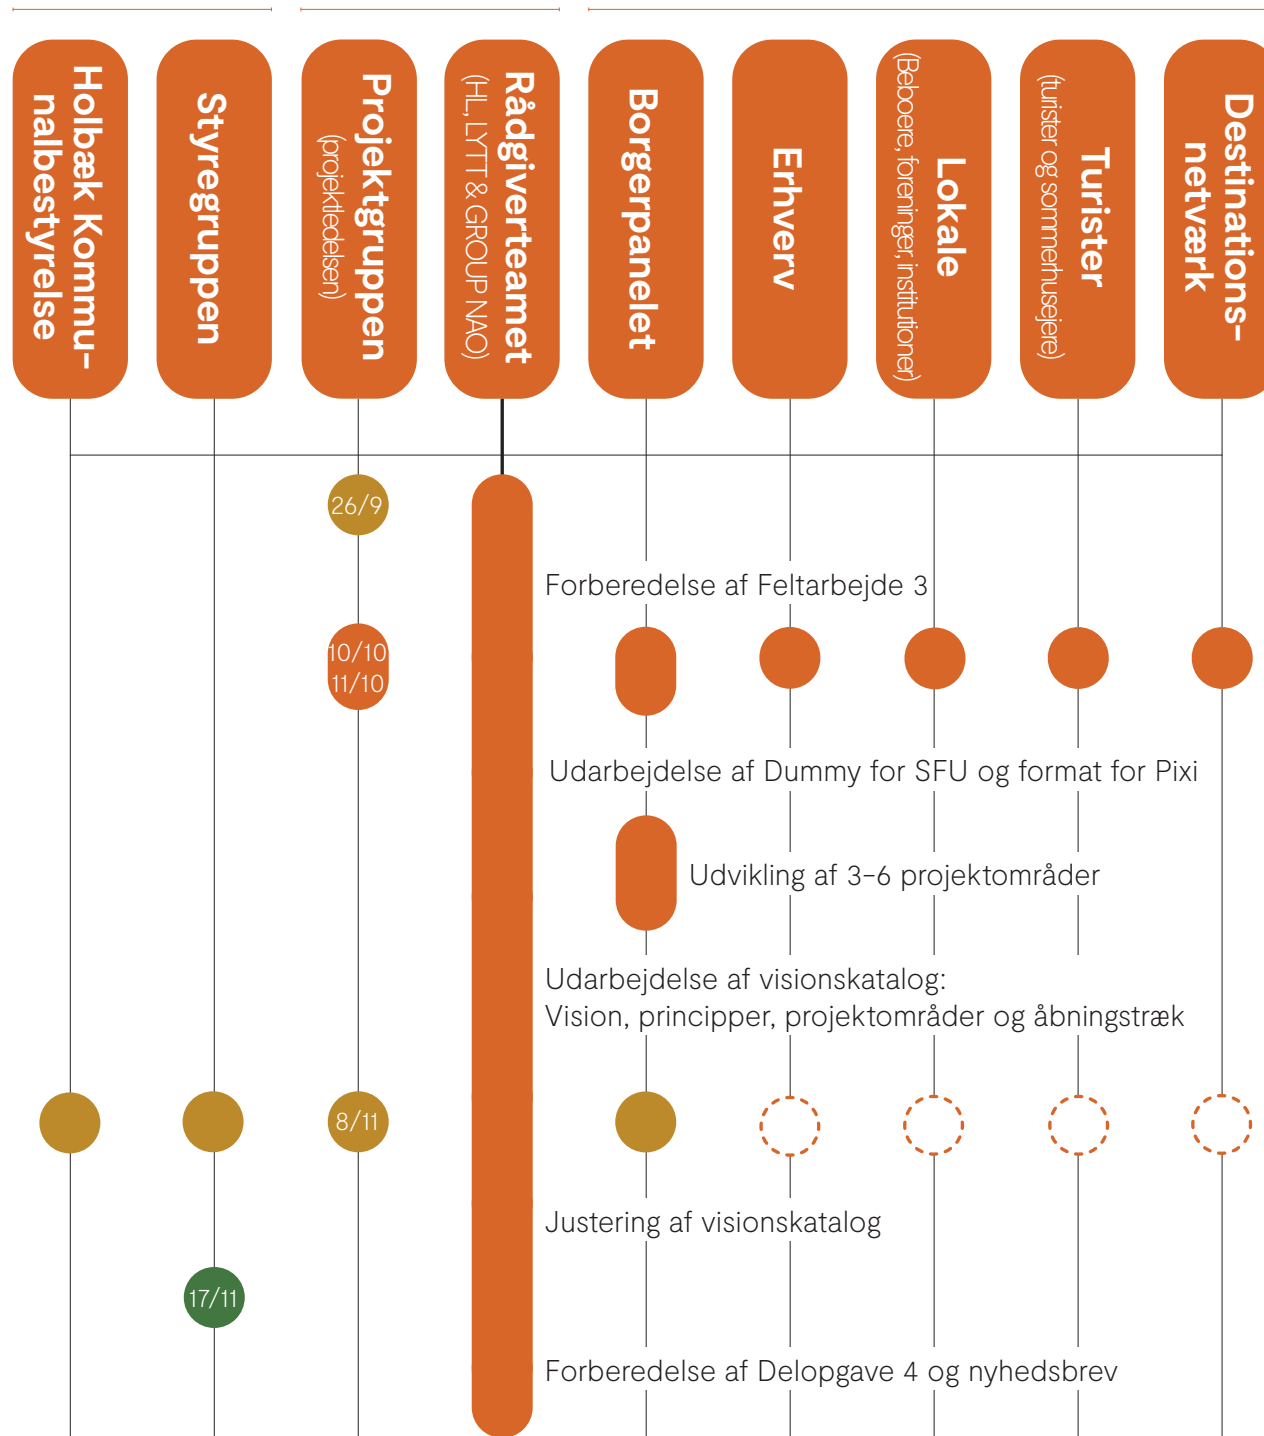 Holbæk Kommu-
nalbestyrelse
Styregruppen
Projektgruppen
(projektledelsen)
Rådgiverteamet
(HL, LYTT & GROUP NAO)
Borgerpanelet
Erhverv
Lokale
(Beboere, foreninger, institutioner)
Turister
(turister og sommerhusejere)
Destinations-
netværk
26/9
Forberedelse af Feltarbejde 3
10/10
11/10
Udarbejdelse af Dummy for SFU og format for Pixi
Udvikling af 3-6 projektområder
Udarbejdelse af visionskatalog:
Vision, principper, projektområder og åbningstræk
8/11
Justering af visionskatalog
17/11
Forberedelse af Delopgave 4 og nyhedsbrev